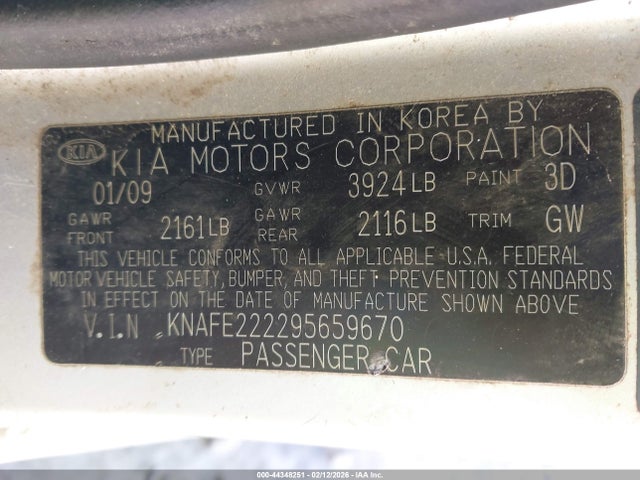 MANUFACTURED IN KOREA BY
KIA KIA MOTORS CORPORATION
01/09 GVWR 3924LB PAINT 3D
GAWR FRONT 2161LB GAWR REAR 2116LB TRIM GW
THIS VEHICLE CONFORMS TO ALL APPLICABLE U.S.A. FEDERAL
MOTOR VEHICLE SAFETY, BUMPER, AND THEFT PREVENTION STANDARDS
IN EFFECT ON THE DATE OF MANUFACTURE SHOWN ABOVE
V.I.N KNAFE222295659670
TYPE PASSENGER CAR
000-44348251 - 02/12/2026 - IAA Inc.